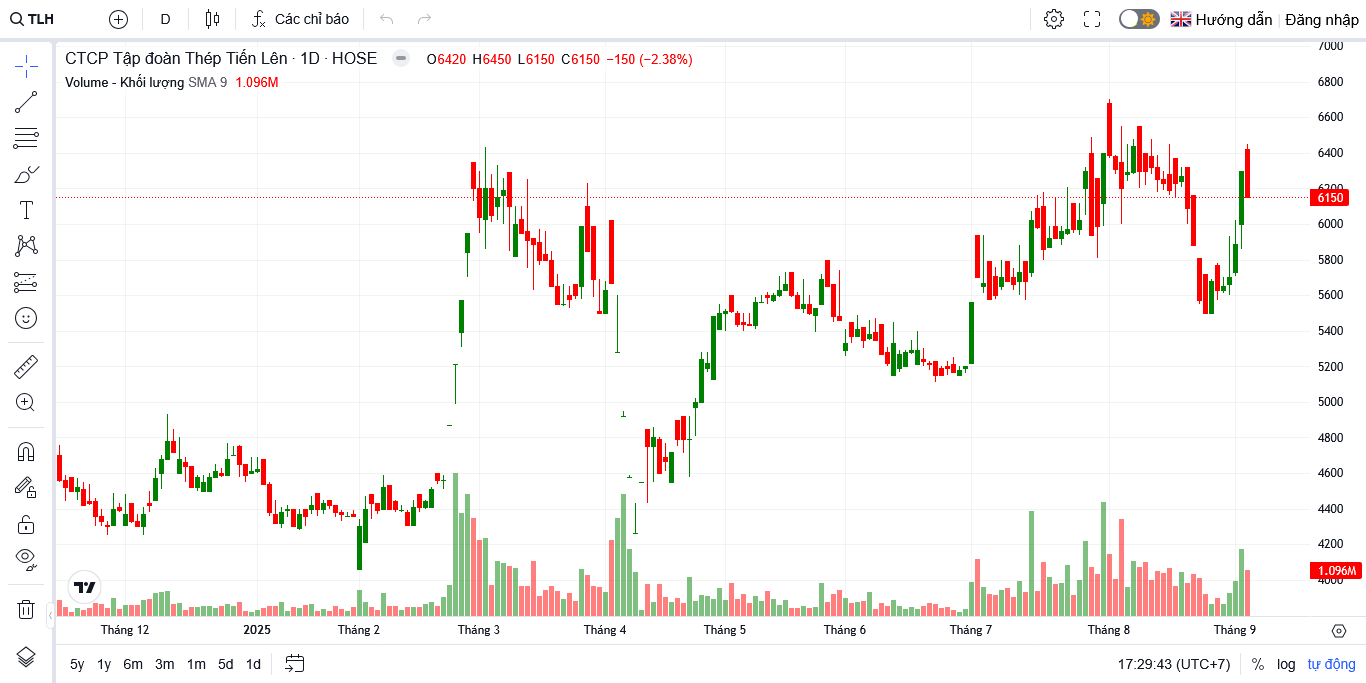 TLH D Các chỉ báo Hướng dẫn Đăng nhập
CTCP Tập đoàn Thép Tiến Lên · 1D · HOSE O6420 H6450 L6150 C6150 −150 (−2.38%)
Volume - Khối lượng SMA 9 1.096M
7000
6800
6600
6400
6200
6150
6000
5800
5600
5400
5200
5000
4800
4600
4400
4200
1.096M
4000
Tháng 12 2025 Tháng 2 Tháng 3 Tháng 4 Tháng 5 Tháng 6 Tháng 7 Tháng 8 Tháng 9
5y 1y 6m 3m 1m 5d 1d 17:29:43 (UTC+7) % log tự động